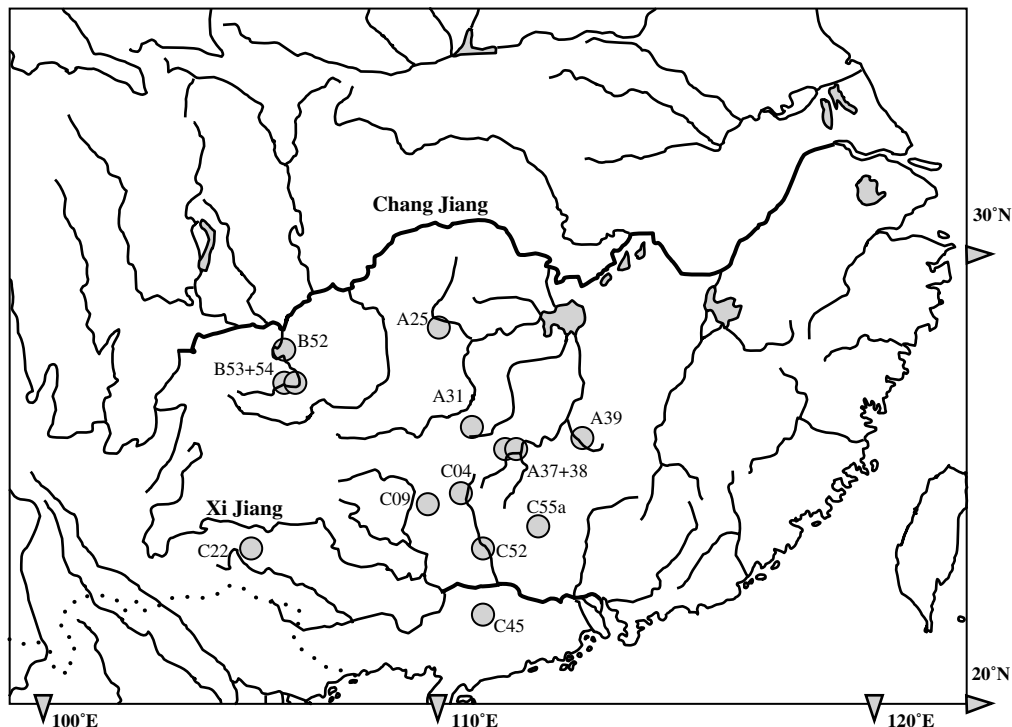 30˚N
Chang Jiang
A25
B52
B53+54
A31
A39
C04
A37+38
C09
Xi Jiang
C55a
C22
C52
C45
20˚N
100˚E
110˚E
120˚E